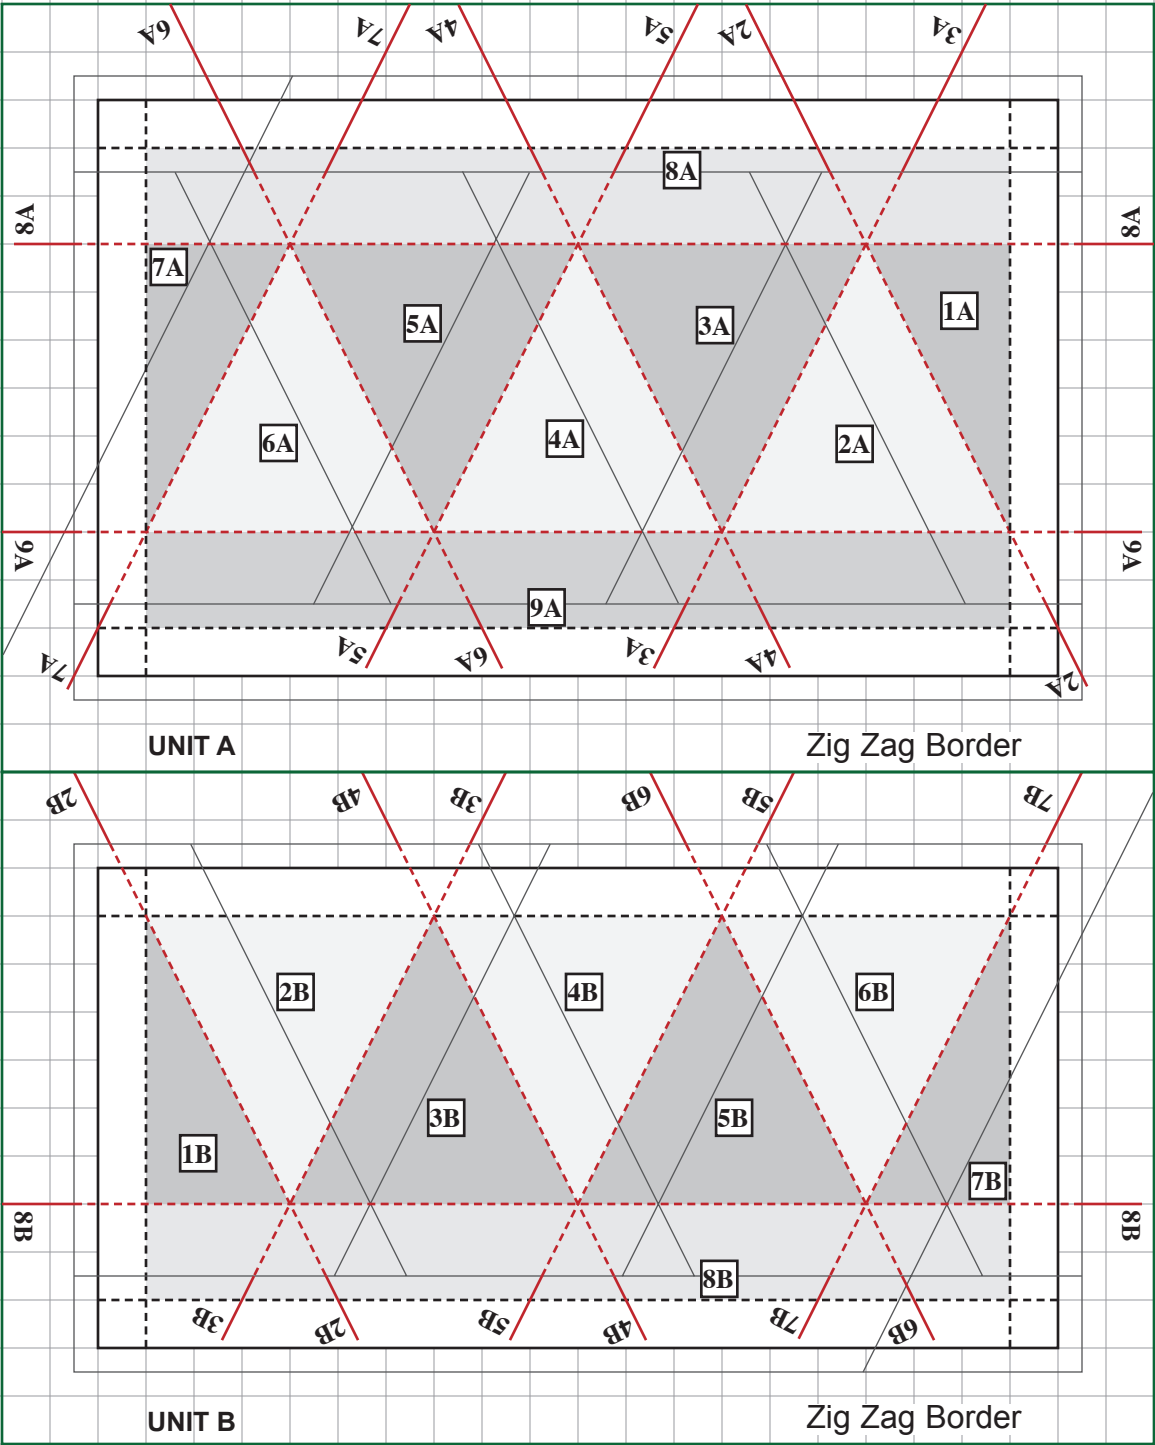 6A 7A 4A 5A 2A 3A
8A
8A 8A
7A
1A
5A 3A
6A 4A 2A
9A 9A
9A
7A 5A 6A 3A 4A 2A
UNIT A Zig Zag Border
2B 4B 3B 6B 5B 7B
2B 4B 6B
3B 5B
1B
7B
8B 8B
8B
3B 2B 5B 4B 7B 6B
UNIT B Zig Zag Border